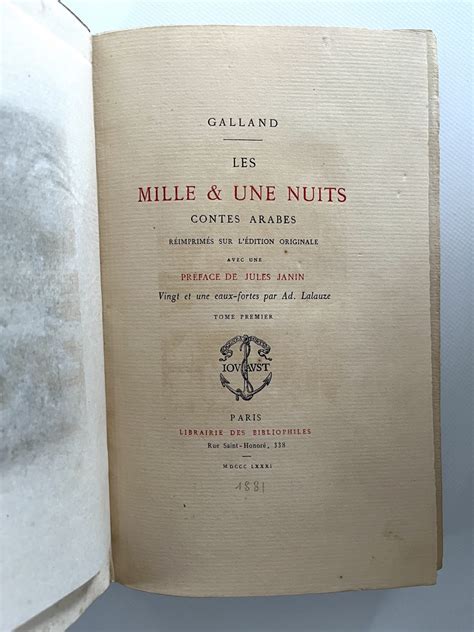 GALLAND
LES
MILLE & UNE NUITS
CONTES ARABES
RÉIMPRIMÉS SUR L'ÉDITION ORIGINALE
AVEC UNE
PRÉFACE DE JULES JANIN
Vingt et une eaux-fortes par Ad. Lalauze
TOME PREMIER
IOVAVST
PARIS
LIBRAIRIE DES BIBLIOPHILES
Rue Saint-Honoré, 338
M DCCC LXXXI
1881